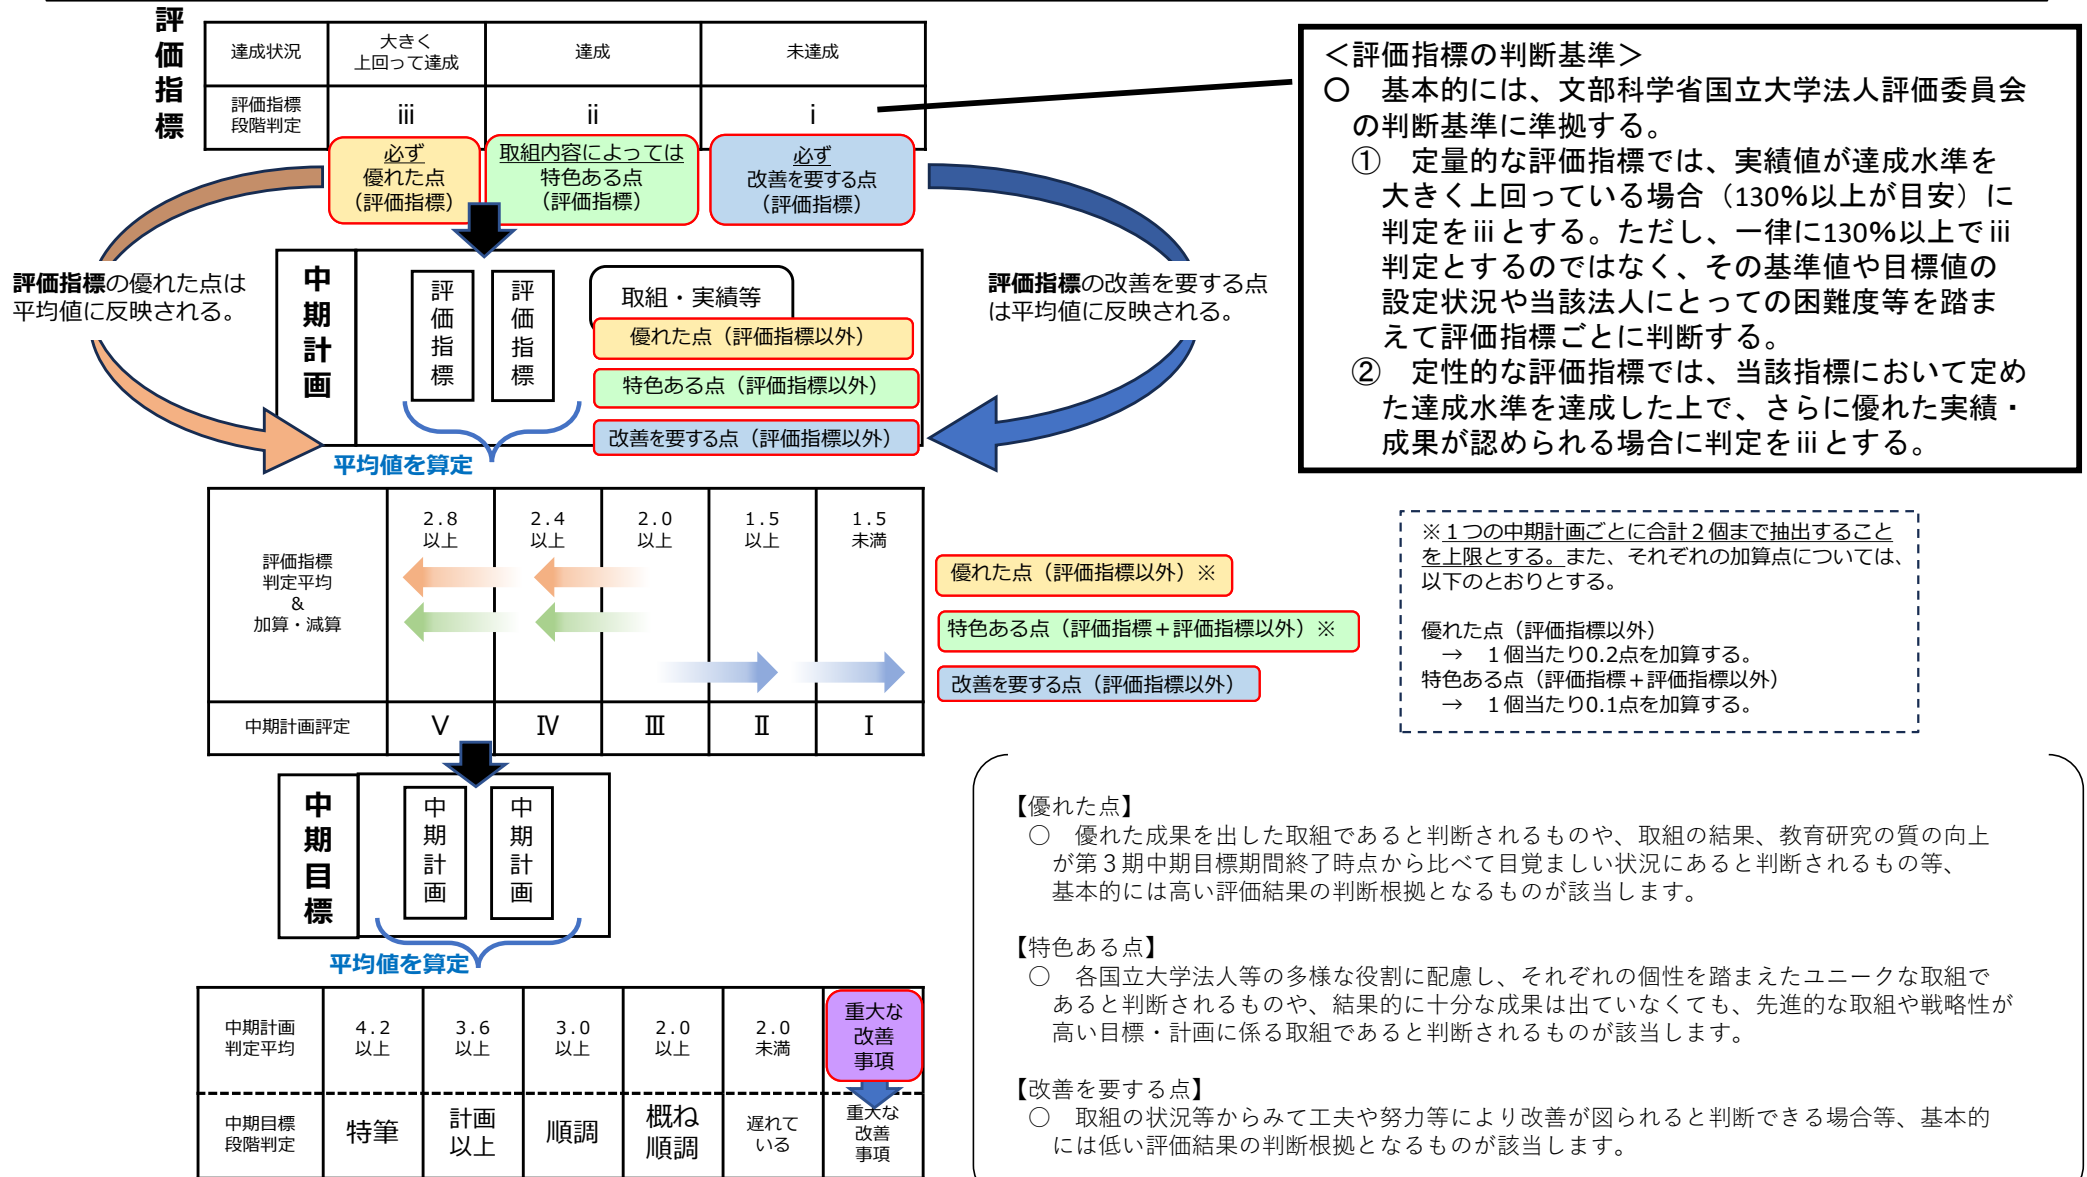 評
価
指
標
達成状況
大きく
上回って達成
達成
未達成
評価指標
段階判定
ⅲ
ⅱ
ⅰ
必ず
優れた点
（評価指標）
取組内容によっては
特色ある点
（評価指標）
必ず
改善を要する点
（評価指標）
＜評価指標の判断基準＞
○　基本的には、文部科学省国立大学法人評価委員会
の判断基準に準拠する。
①　定量的な評価指標では、実績値が達成水準を
大きく上回っている場合（130%以上が目安）に
判定をⅲとする。ただし、一律に130%以上でⅲ
判定とするのではなく、その基準値や目標値の
設定状況や当該法人にとっての困難度等を踏ま
えて評価指標ごとに判断する。
②　定性的な評価指標では、当該指標において定め
た達成水準を達成した上で、さらに優れた実績・
成果が認められる場合に判定をⅲとする。
評価指標の優れた点は
平均値に反映される。
中
期
計
画
評
価
指
標
評
価
指
標
取組・実績等
優れた点（評価指標以外）
特色ある点（評価指標以外）
改善を要する点（評価指標以外）
評価指標の改善を要する点
は平均値に反映される。
平均値を算定
評価指標
判定平均
&
加算・減算
2.8
以上
2.4
以上
2.0
以上
1.5
以上
1.5
未満
中期計画評定
Ⅴ
Ⅳ
Ⅲ
Ⅱ
Ⅰ
優れた点（評価指標以外）※
特色ある点（評価指標＋評価指標以外）※
改善を要する点（評価指標以外）
※１つの中期計画ごとに合計２個まで抽出すること
を上限とする。また、それぞれの加算点については、
以下のとおりとする。
優れた点（評価指標以外）
→　１個当たり0.2点を加算する。
特色ある点（評価指標＋評価指標以外）
→　１個当たり0.1点を加算する。
中
期
目
標
中
期
計
画
中
期
計
画
平均値を算定
中期計画
判定平均
4.2
以上
3.6
以上
3.0
以上
2.0
以上
2.0
未満
重大な
改善
事項
中期目標
段階判定
特筆
計画
以上
順調
概ね
順調
遅れて
いる
重大な
改善
事項
【優れた点】
○　優れた成果を出した取組であると判断されるものや、取組の結果、教育研究の質の向上
が第３期中期目標期間終了時点から比べて目覚ましい状況にあると判断されるもの等、
基本的には高い評価結果の判断根拠となるものが該当します。
【特色ある点】
○　各国立大学法人等の多様な役割に配慮し、それぞれの個性を踏まえたユニークな取組で
あると判断されるものや、結果的に十分な成果は出ていなくても、先進的な取組や戦略性が
高い目標・計画に係る取組であると判断されるものが該当します。
【改善を要する点】
○　取組の状況等からみて工夫や努力等により改善が図られると判断できる場合等、基本的
には低い評価結果の判断根拠となるものが該当します。